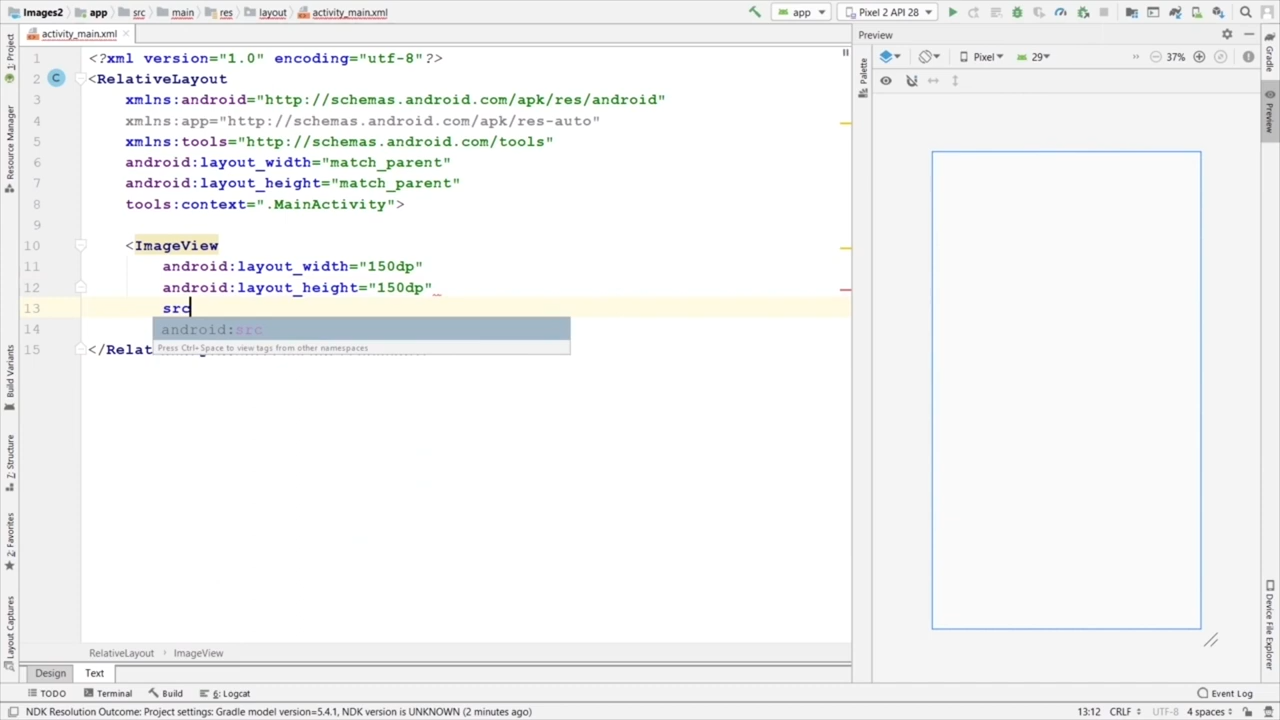 Images2 app src main res layout activity_main.xml app Pixel 2 API 28
activity_main.xml
Preview
1: Project
Resource Manager
Build Variants
7: Structure
2: Favorites
Layout Captures
1 <?xml version="1.0" encoding="utf-8"?>
2 <RelativeLayout
3 xmlns:android="http://schemas.android.com/apk/res/android"
4 xmlns:app="http://schemas.android.com/apk/res-auto"
5 xmlns:tools="http://schemas.android.com/tools"
6 android:layout_width="match_parent"
7 android:layout_height="match_parent"
8 tools:context=".MainActivity">
9
10 <ImageView
11 android:layout_width="150dp"
12 android:layout_height="150dp"
13 src
14 android:src
Press Ctrl+Space to view tags from other namespaces
15 </Relat
Palette
Pixel 29 37%
Gradle
Preview
Device File Explorer
RelativeLayout ImageView
Design Text
TODO Terminal Build 6: Logcat Event Log
NDK Resolution Outcome: Project settings: Gradle model version=5.4.1, NDK version is UNKNOWN (2 minutes ago) 13:12 CRLF UTF-8 4 spaces